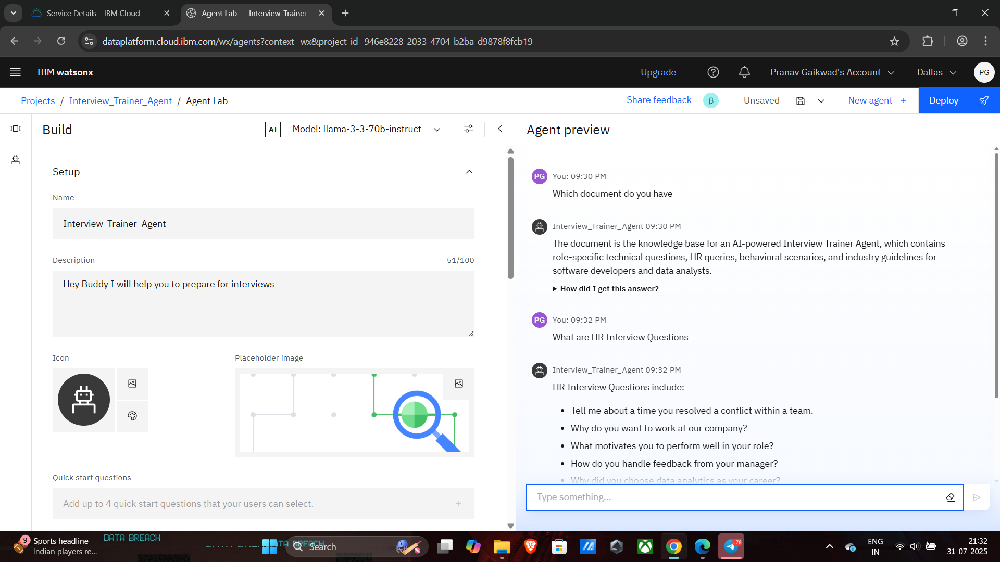 Service Details - IBM Cloud
Agent Lab — Interview_Trainer_
dataplatform.cloud.ibm.com/wx/agents?context=wx&project_id=946e8228-2033-4704-b2ba-d9878f8fcb19
IBM watsonx
Upgrade
Pranav Gaikwad's Account
Dallas
PG
Projects / Interview_Trainer_Agent / Agent Lab
Share feedback
β
Unsaved
New agent +
Deploy
Build
AI
Model: llama-3-3-70b-instruct
Setup
Name
Interview_Trainer_Agent
Description
51/100
Hey Buddy I will help you to prepare for interviews
Icon
Placeholder image
Quick start questions
Add up to 4 quick start questions that your users can select.
Agent preview
PG
You: 09:30 PM
Which document do you have
Interview_Trainer_Agent 09:30 PM
The document is the knowledge base for an AI-powered Interview Trainer Agent, which contains
role-specific technical questions, HR queries, behavioral scenarios, and industry guidelines for
software developers and data analysts.
How did I get this answer?
PG
You: 09:32 PM
What are HR Interview Questions
Interview_Trainer_Agent 09:32 PM
HR Interview Questions include:
• Tell me about a time you resolved a conflict within a team.
• Why do you want to work at our company?
• What motivates you to perform well in your role?
• How do you handle feedback from your manager?
• Why did you choose data analytics as your career?
Type something...
9
Sports headline
Indian players re...
DATA BREACH
Search
.78
ENG
IN
21:32
31-07-2025